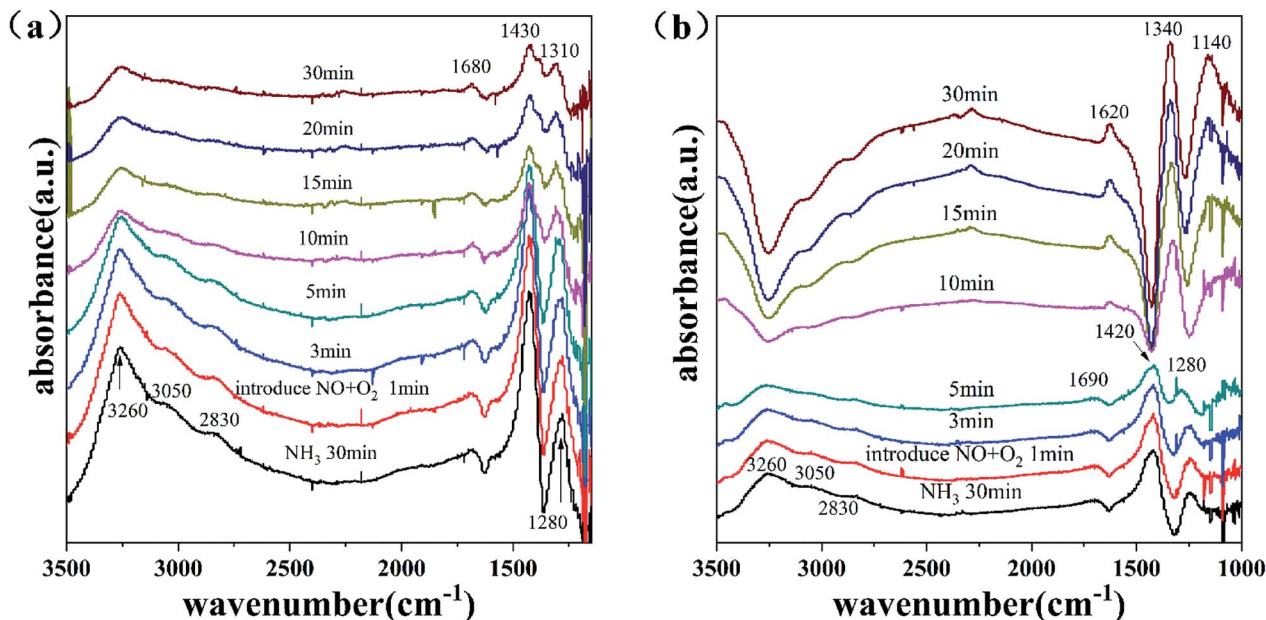 (a)
1430
1310
1680
30min
20min
15min
10min
5min
3min
introduce NO+O₂ 1min
3260
3050
2830
NH₃ 30min
1280
absorbance(a.u.)
3500 3000 2500 2000 1500
wavenumber(cm⁻¹)
(b)
1340
1140
30min
1620
20min
15min
10min
1420
1280
1690
5min
3min
introduce NO+O₂ 1min
3260
3050
2830
NH₃ 30min
absorbance(a.u.)
3500 3000 2500 2000 1500 1000
wavenumber(cm⁻¹)